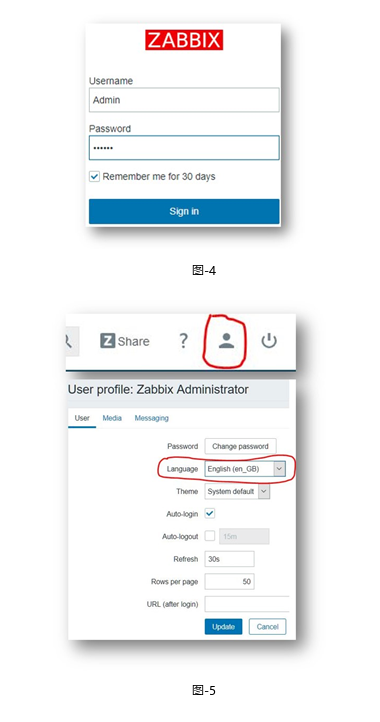 ZABBIX
Username
Admin
Password
••••••
Remember me for 30 days
Sign in
图-4
Z Share ?
User profile: Zabbix Administrator
User Media Messaging
Password Change password
Language English (en_GB)
Theme System default
Auto-login
Auto-logout 15m
Refresh 30s
Rows per page 50
URL (after login)
Update Cancel
图-5